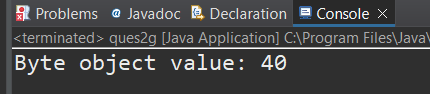 Problems @ Javadoc Declaration Console
<terminated> ques2g [Java Application] C:\Program Files\Java\
Byte object value: 40